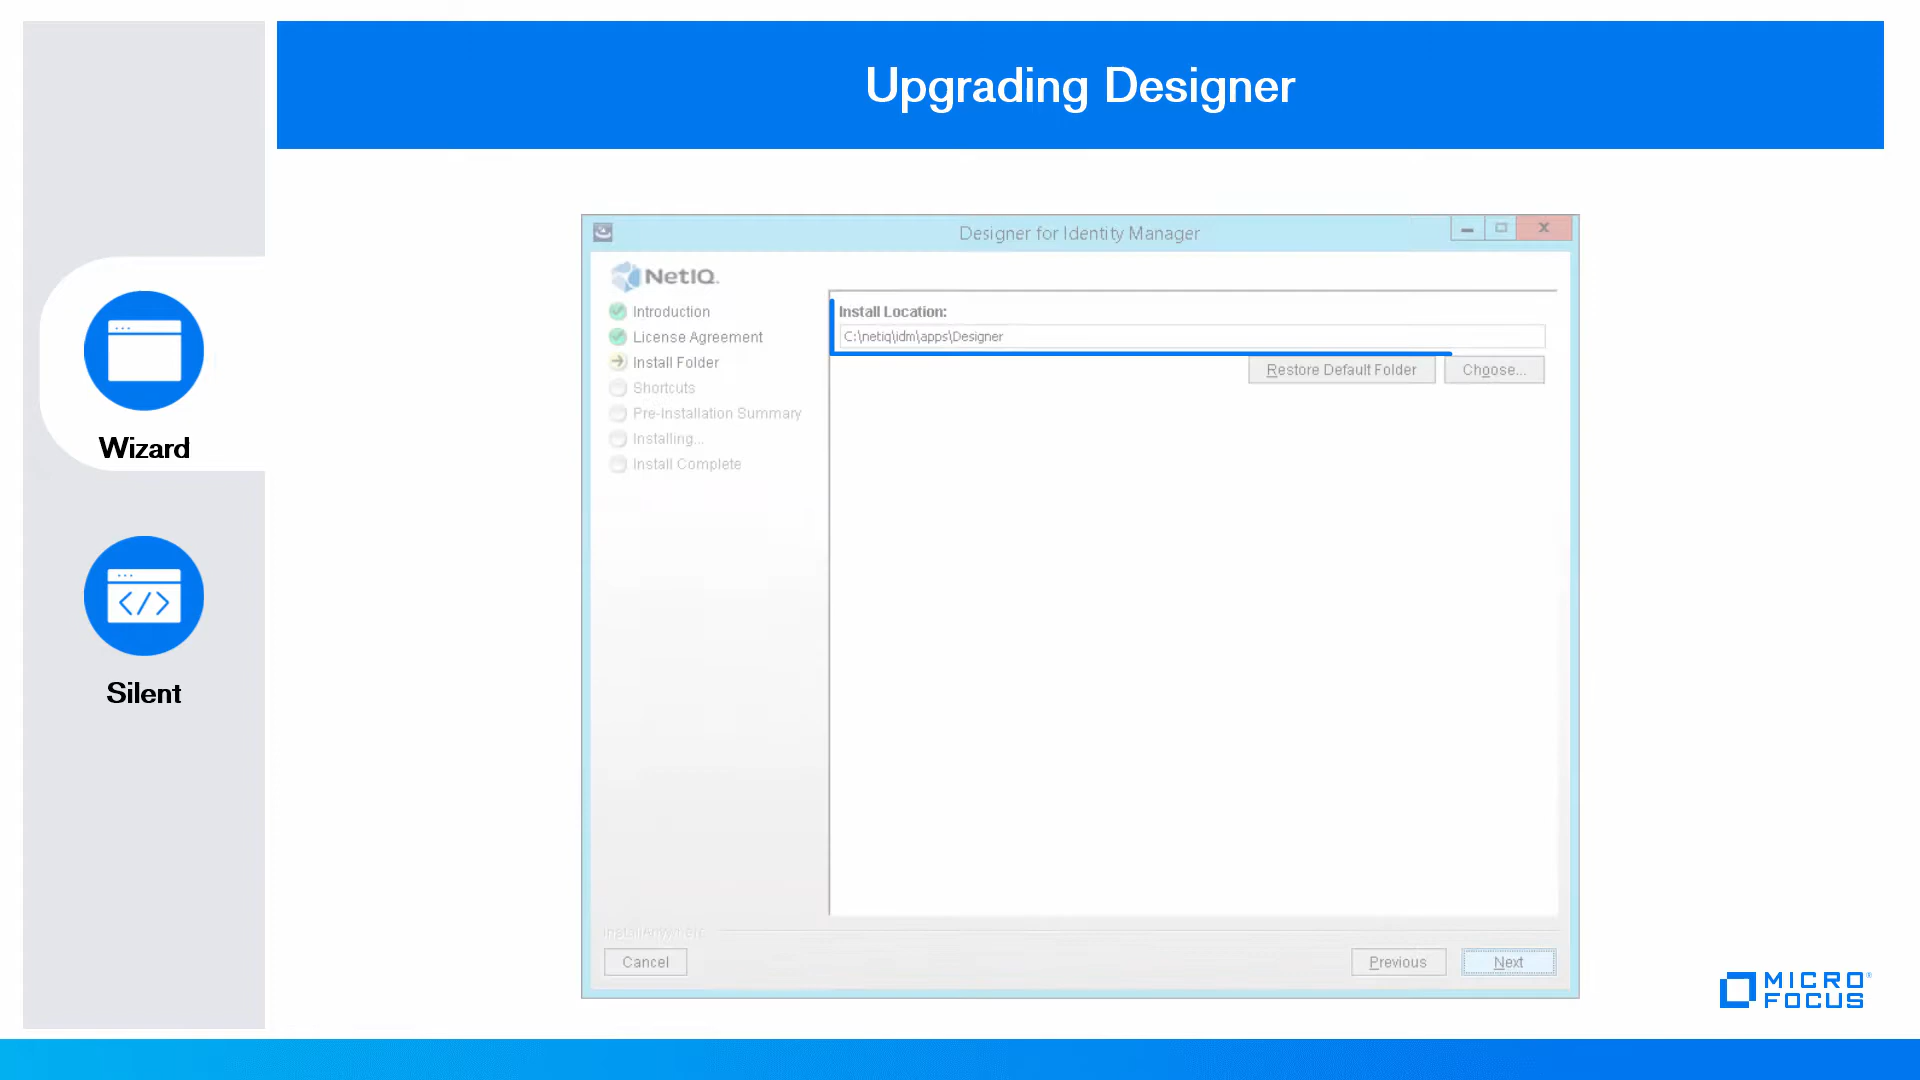 Upgrading Designer
Wizard
Silent
Designer for Identity Manager
NetIQ.
Introduction
License Agreement
Install Folder
Shortcuts
Pre-Installation Summary
Installing...
Install Complete
Install Location:
C:\netiq\idm\apps\Designer
Restore Default Folder
Choose...
InstallAnywhere
Cancel
Previous
Next
MICRO
FOCUS